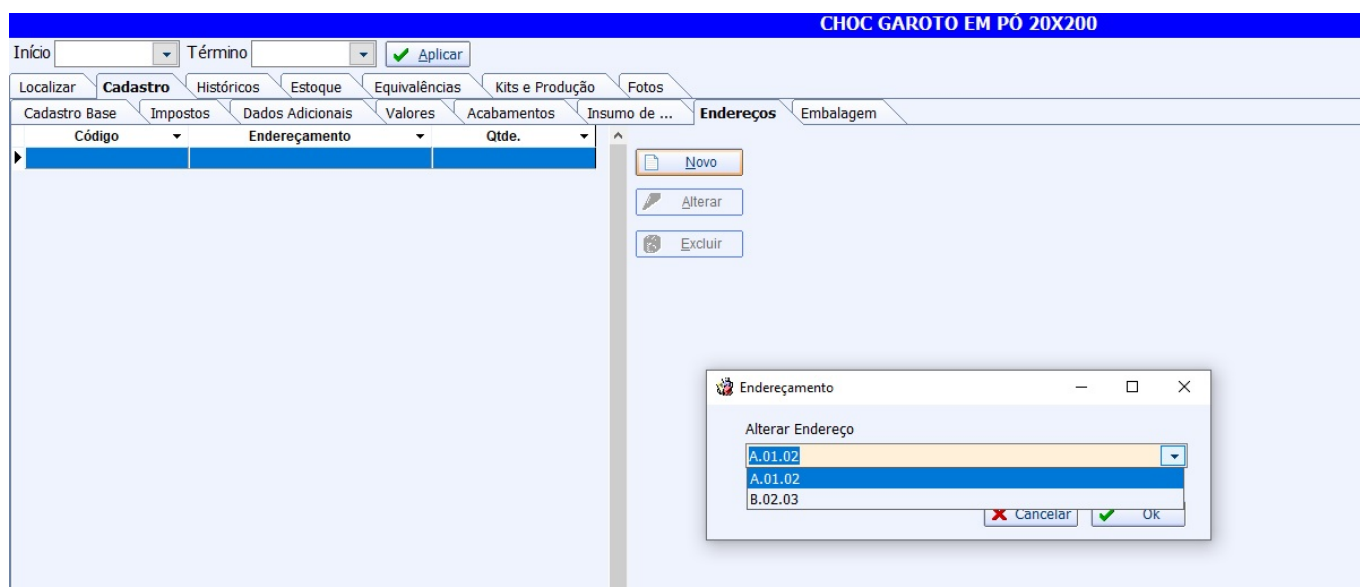 CHOC GAROTO EM PÓ 20X200
Início Término Aplicar
Localizar Cadastro Históricos Estoque Equivalências Kits e Produção Fotos
Cadastro Base Impostos Dados Adicionais Valores Acabamentos Insumo de ... Endereços Embalagem
Código Endereçamento Qtde.
Novo
Alterar
Excluir
Endereçamento
Alterar Endereço
A.01.02
A.01.02
B.02.03
Cancelar Ok